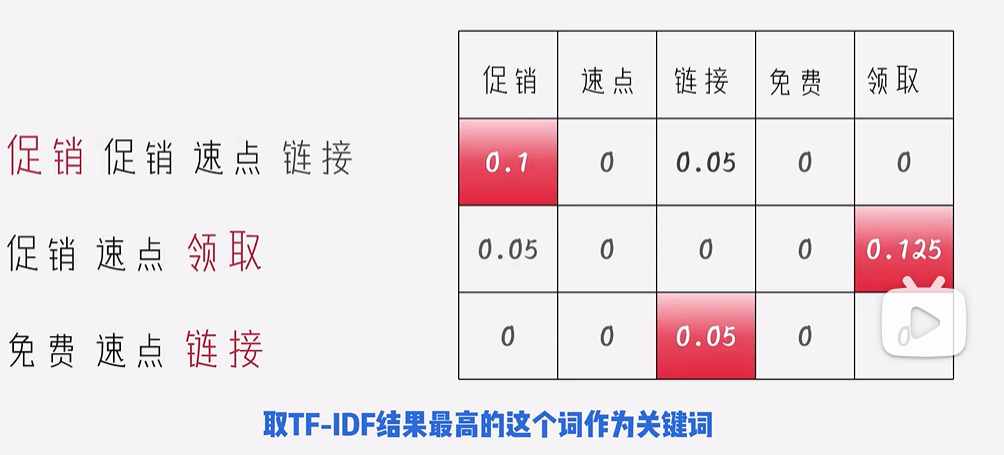 促销 速点 链接 免费 领取
促销 促销 速点 链接 0.1 0 0.05 0 0
促销 速点 领取 0.05 0 0 0 0.125
免费 速点 链接 0 0 0.05 0 0
取TF-IDF结果最高的这个词作为关键词